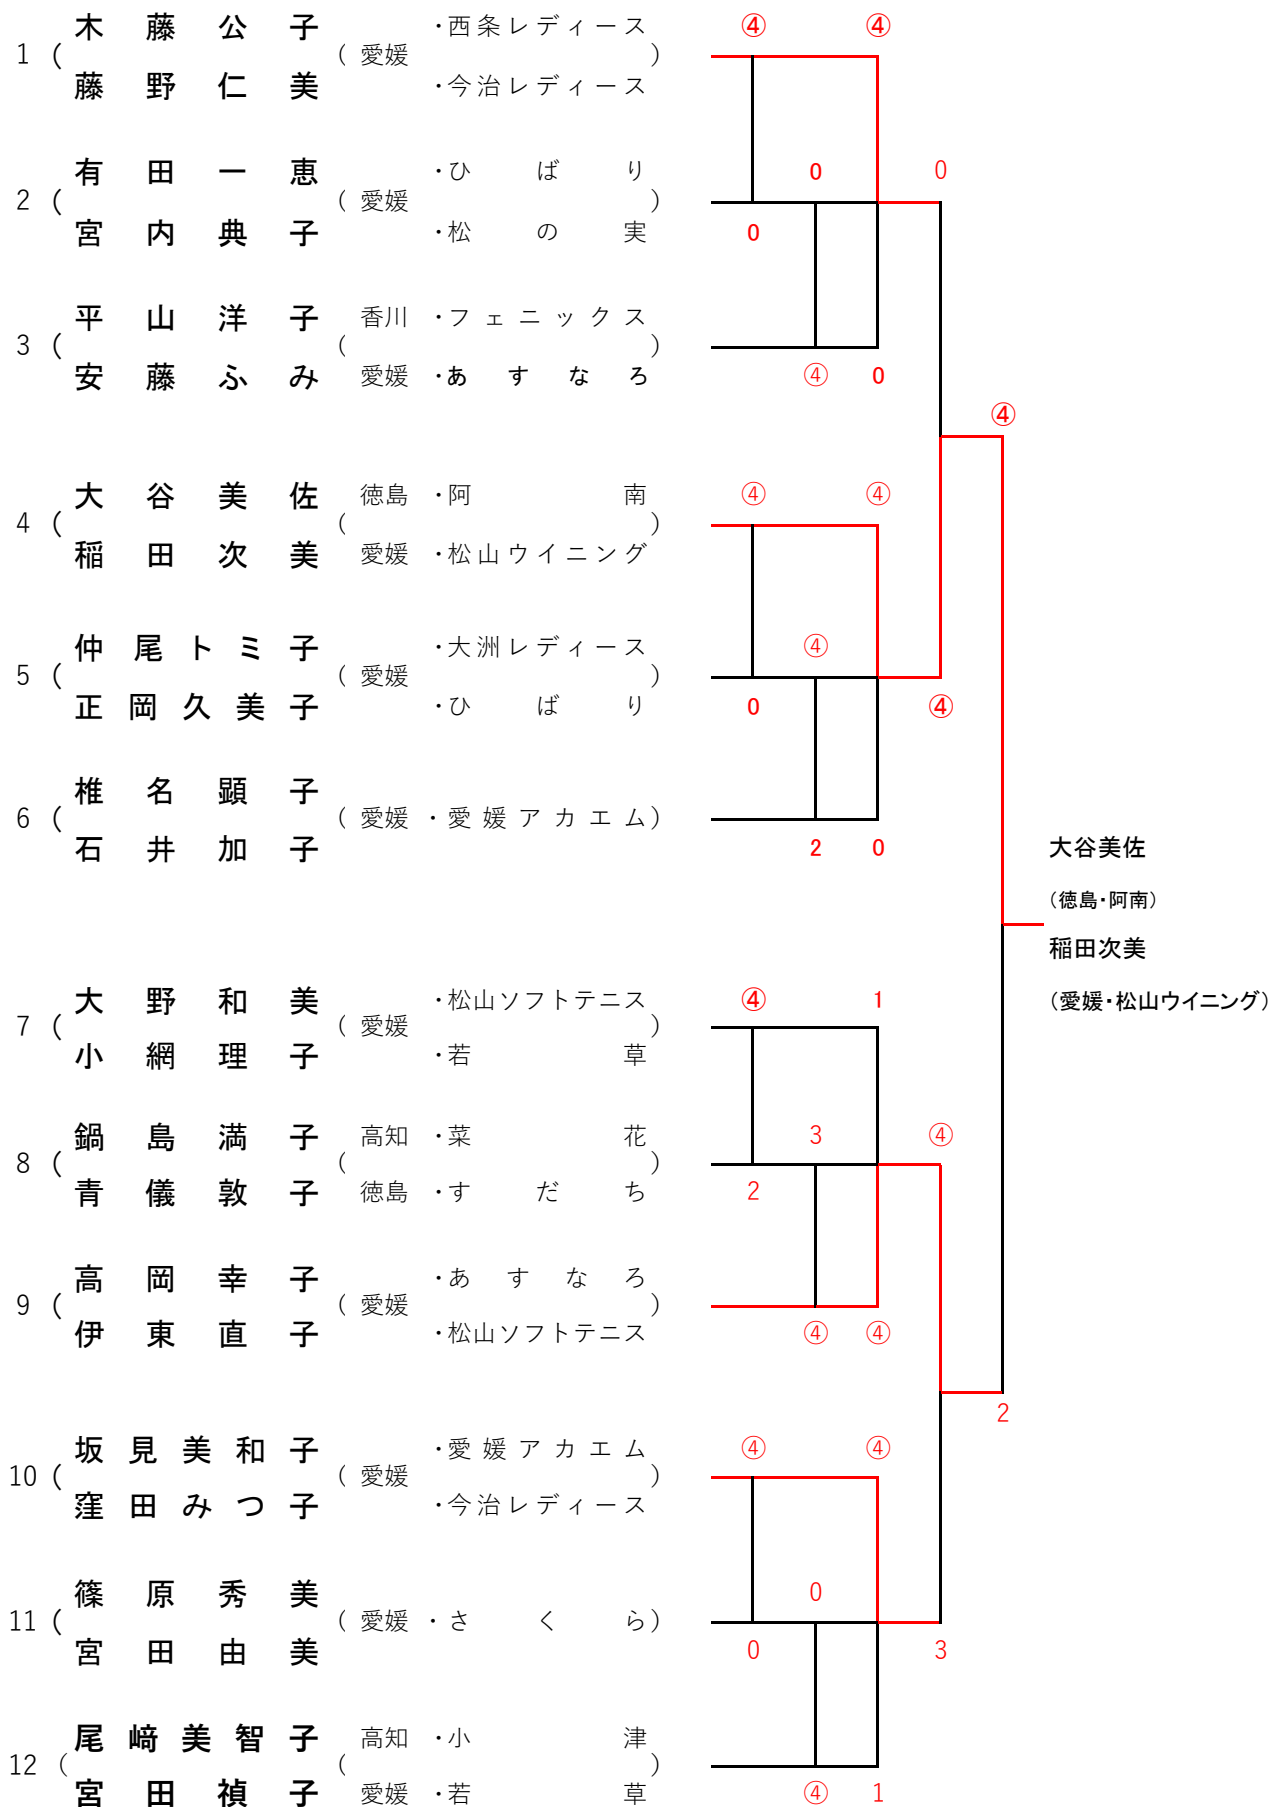 木藤公子 ・西条レディース ④ ④
1 ( ( 愛媛 )
藤野仁美 ・今治レディース
有田一恵 ・ひばり 0 0
2 ( ( 愛媛 )
宮内典子 ・松の実 0
平山洋子 香川 ・フェニックス
3 ( ( )
安藤ふみ 愛媛 ・あすなろ ④ 0
④
大谷美佐 徳島 ・阿南 ④ ④
4 ( ( )
稲田次美 愛媛 ・松山ウイニング
仲尾トミ子 ・大洲レディース ④
5 ( ( 愛媛 )
正岡久美子 ・ひばり 0 ④
椎名顕子
6 ( ( 愛媛 ・愛媛アカエム)
石井加子 2 0
大谷美佐
(徳島・阿南)
稲田次美
(愛媛・松山ウイニング)
大野和美 ・松山ソフトテニス ④ 1
7 ( ( 愛媛 )
小網理子 ・若草
鍋島満子 高知 ・菜花 3 ④
8 ( ( )
青儀敦子 徳島 ・すだち 2
高岡幸子 ・あすなろ
9 ( ( 愛媛 )
伊東直子 ・松山ソフトテニス ④ ④
2
坂見美和子 ・愛媛アカエム ④ ④
10 ( ( 愛媛 )
窪田みつ子 ・今治レディース
篠原秀美 0
11 ( ( 愛媛 ・さくら)
宮田由美 0 3
尾﨑美智子 高知 ・小津
12 ( ( )
宮田禎子 愛媛 ・若草 ④ 1